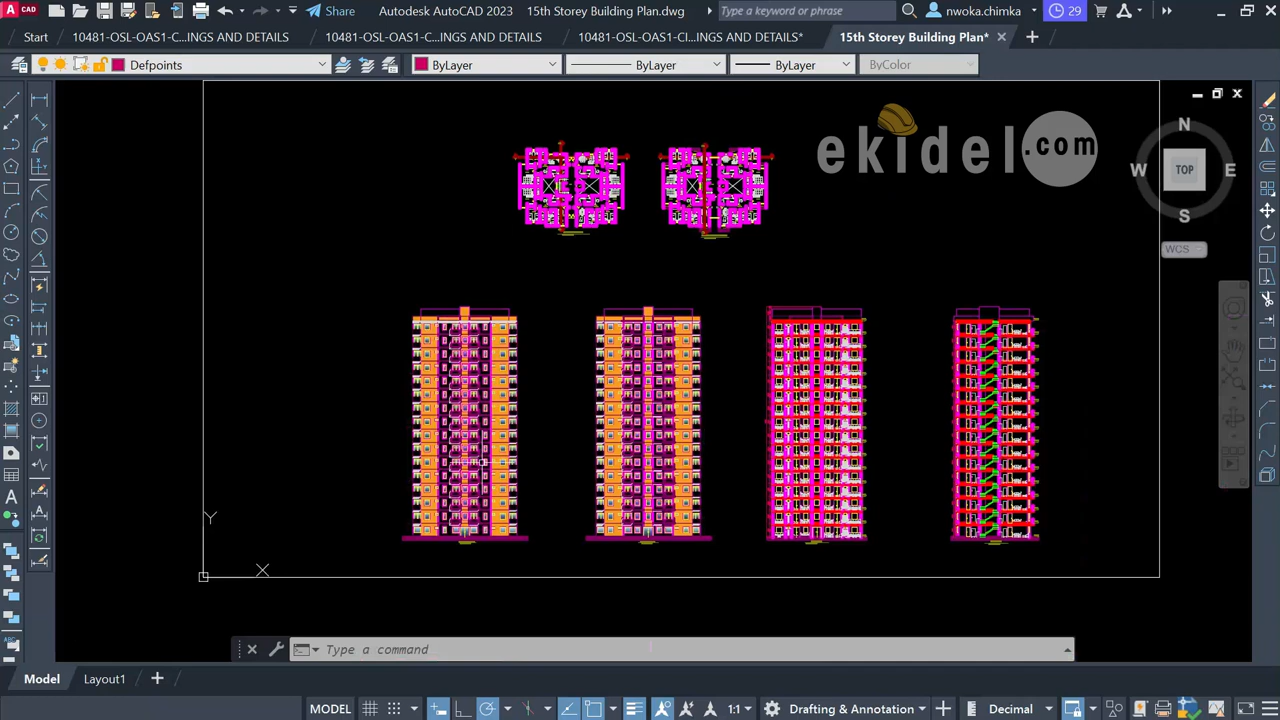 CAD
Share
Autodesk AutoCAD 2023
15th Storey Building Plan.dwg
Type a keyword or phrase
nwoka.chimka
29
Start
10481-OSL-OAS1-C...INGS AND DETAILS
10481-OSL-OAS1-C...INGS AND DETAILS
10481-OSL-OAS1-CI...INGS AND DETAILS*
15th Storey Building Plan*
Defpoints
ByLayer
ByLayer
ByLayer
ByColor
ekidel.com
N
W
TOP
E
S
WCS
Y
X
Type a command
Model
Layout1
MODEL
1:1
Drafting & Annotation
Decimal